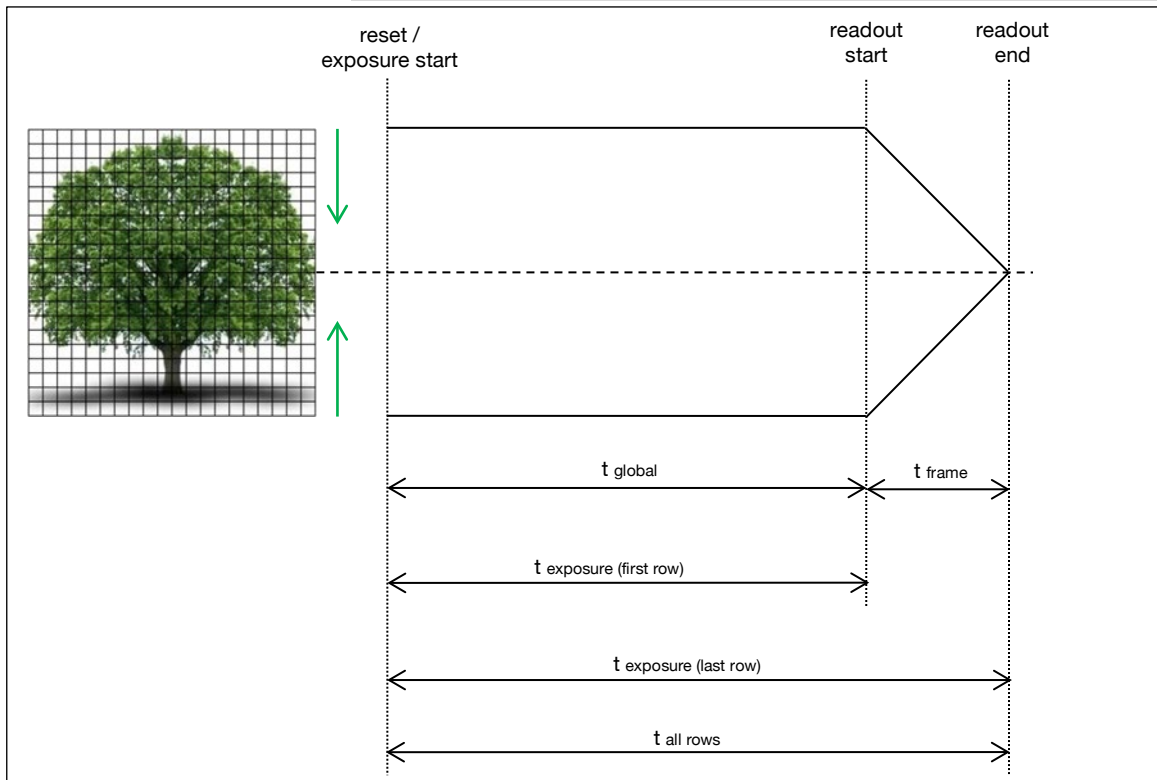 reset /
exposure start
readout
start
readout
end
t global
t frame
t exposure (first row)
t exposure (last row)
t all rows